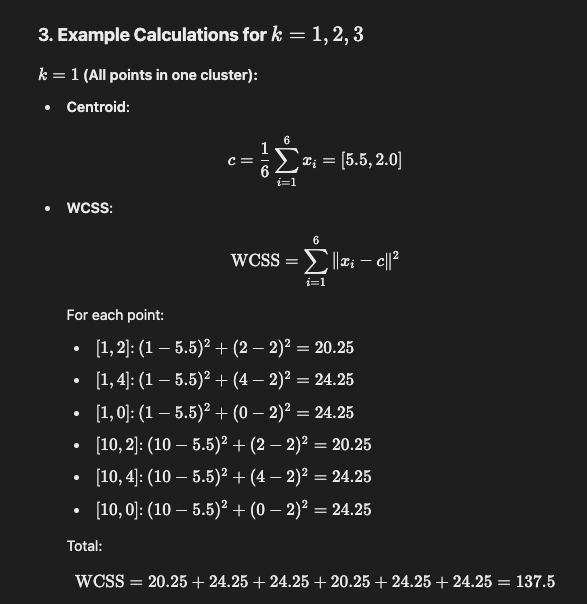 3. Example Calculations for k = 1, 2, 3
k = 1 (All points in one cluster):
• Centroid:
c = \frac{1}{6} \sum_{i=1}^{6} x_i = [5.5, 2.0]
• WCSS:
WCSS = \sum_{i=1}^{6} \|x_i − c\|^2
For each point:
• [1, 2]: (1 − 5.5)² + (2 − 2)² = 20.25
• [1, 4]: (1 − 5.5)² + (4 − 2)² = 24.25
• [1, 0]: (1 − 5.5)² + (0 − 2)² = 24.25
• [10, 2]: (10 − 5.5)² + (2 − 2)² = 20.25
• [10, 4]: (10 − 5.5)² + (4 − 2)² = 24.25
• [10, 0]: (10 − 5.5)² + (0 − 2)² = 24.25
Total:
WCSS = 20.25 + 24.25 + 24.25 + 20.25 + 24.25 + 24.25 = 137.5